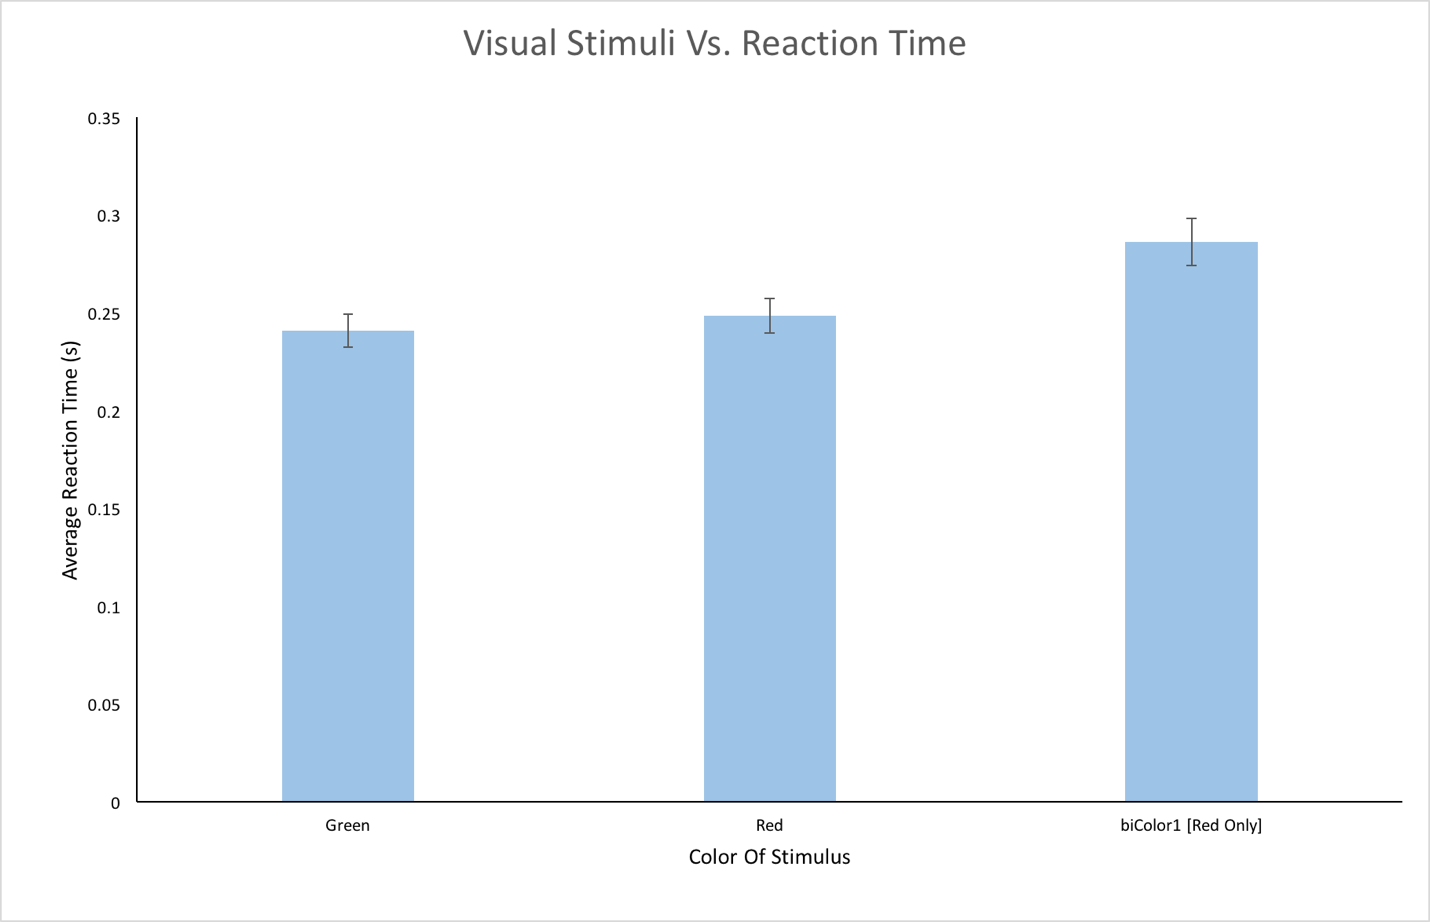 Visual Stimuli Vs. Reaction Time
0.35
0.3
0.25
0.2
0.15
0.1
0.05
0
Average Reaction Time (s)
Green
Red
biColor1 [Red Only]
Color Of Stimulus